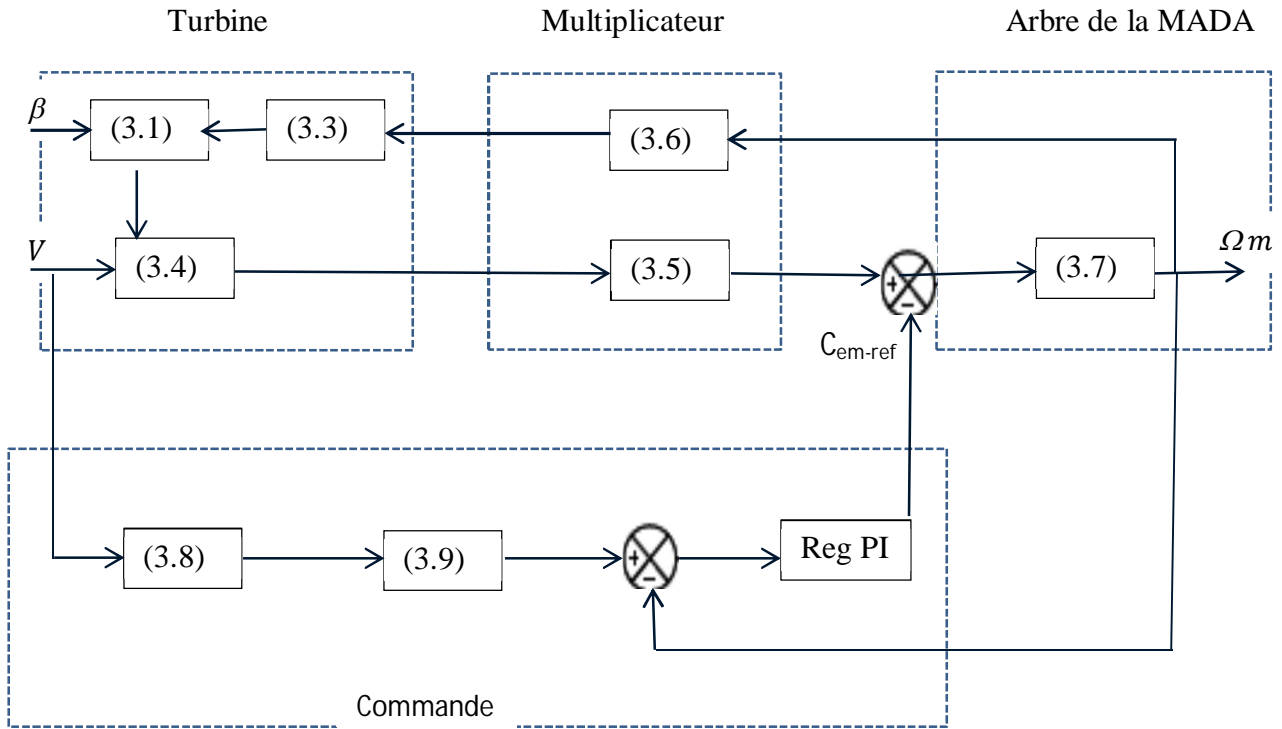 Turbine
Multiplicateur
Arbre de la MADA
β
(3.1)
(3.3)
(3.6)
V
(3.4)
(3.5)
+
−
(3.7)
Ωm
Cem-ref
(3.8)
(3.9)
+
−
Reg PI
Commande